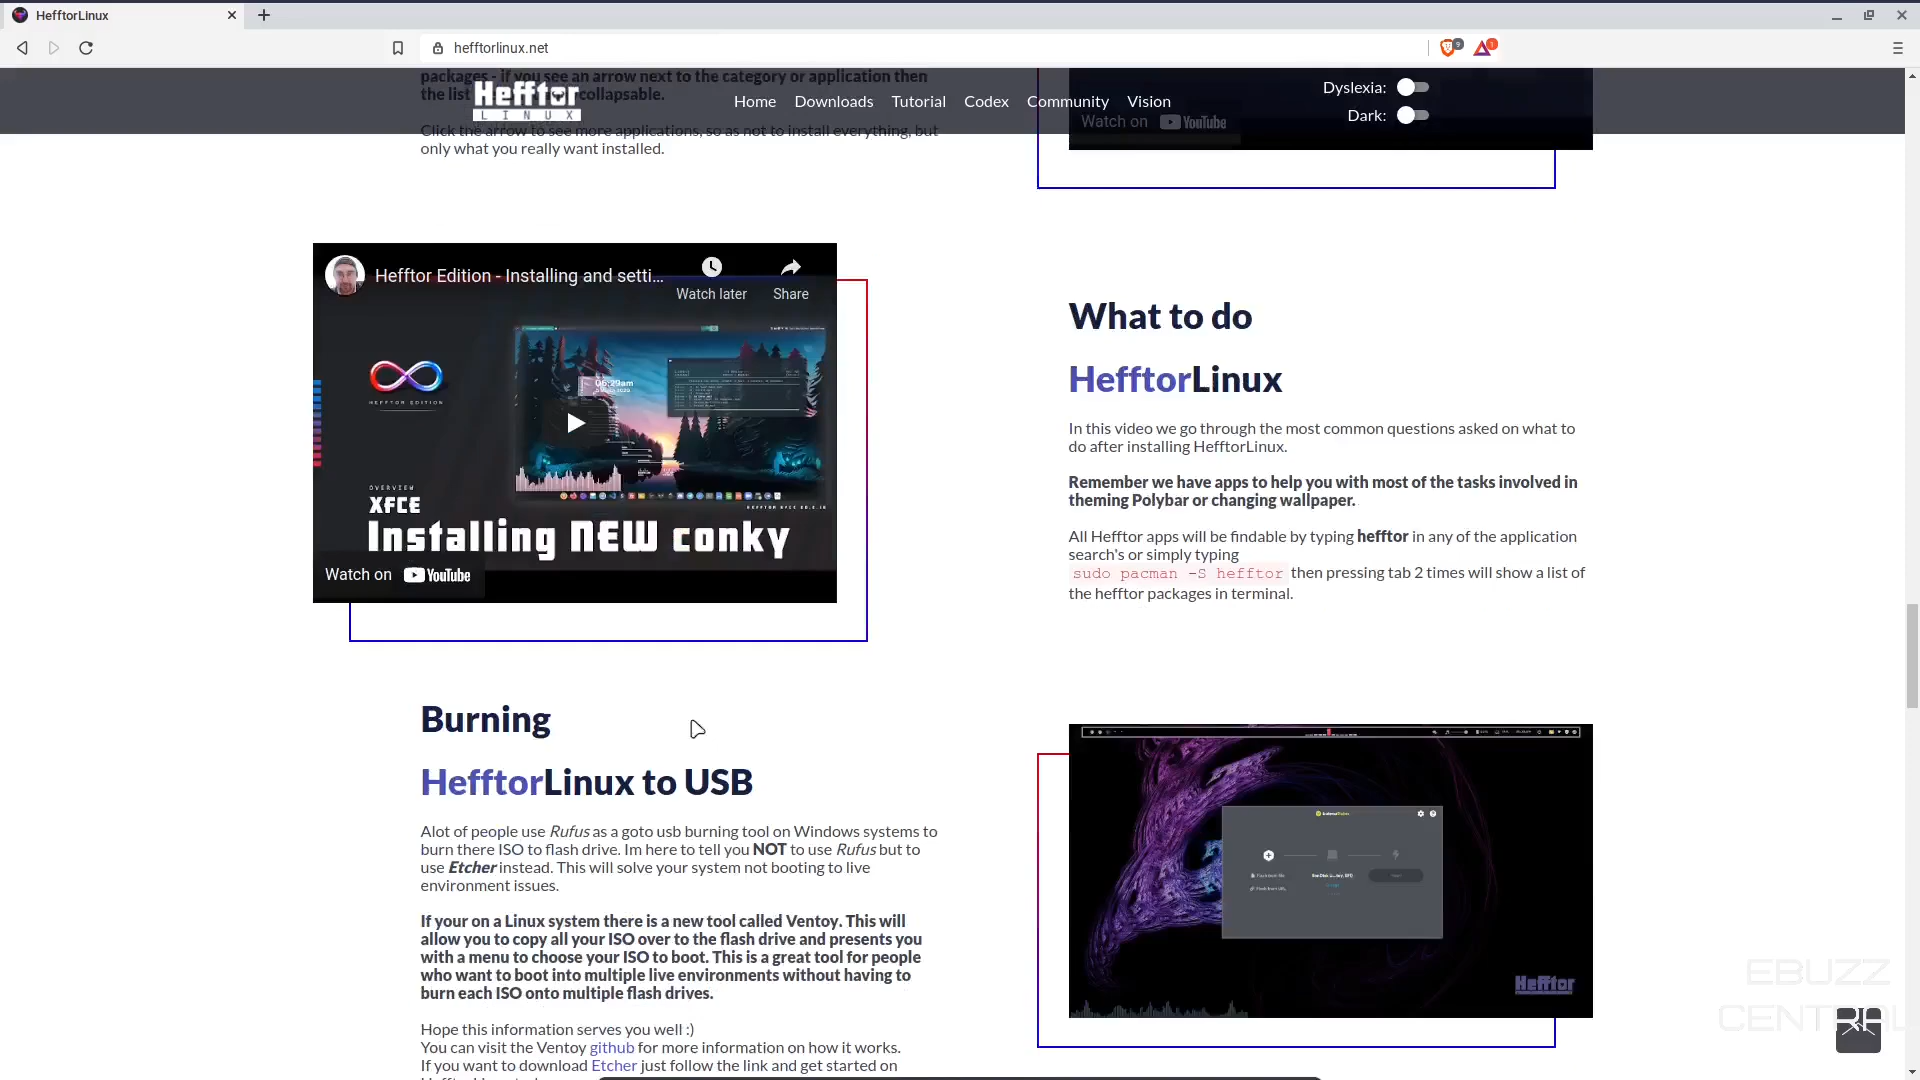 HefftorLinux
hefftorlinux.net
9
1
packages - if you see an arrow next to the category or application then
the list collapsable.
Click the arrow to see more applications, so as not to install everything, but
only what you really want installed.
Hefftor
LINUX
Home
Downloads
Tutorial
Codex
Community
Vision
Dyslexia:
Dark:
Watch on YouTube
Hefftor Edition - Installing and setti...
Watch later
Share
06:29am
HEFFTOR EDITION
OVERVIEW
XFCE
Installing NEW conky
Watch on YouTube
What to do
HefftorLinux
In this video we go through the most common questions asked on what to
do after installing HefftorLinux.
Remember we have apps to help you with most of the tasks involved in
theming Polybar or changing wallpaper.
All Hefftor apps will be findable by typing hefftor in any of the application
search's or simply typing
sudo pacman -S hefftor then pressing tab 2 times will show a list of
the hefftor packages in terminal.
Burning
HefftorLinux to USB
Alot of people use Rufus as a goto usb burning tool on Windows systems to
burn there ISO to flash drive. Im here to tell you NOT to use Rufus but to
use Etcher instead. This will solve your system not booting to live
environment issues.
If your on a Linux system there is a new tool called Ventoy. This will
allow you to copy all your ISO over to the flash drive and presents you
with a menu to choose your ISO to boot. This is a great tool for people
who want to boot into multiple live environments without having to
burn each ISO onto multiple flash drives.
Hope this information serves you well :)
You can visit the Ventoy github for more information on how it works.
If you want to download Etcher just follow the link and get started on
Flash from file
Flash from URL
Hefftor
EBUZZ
CENTRAL